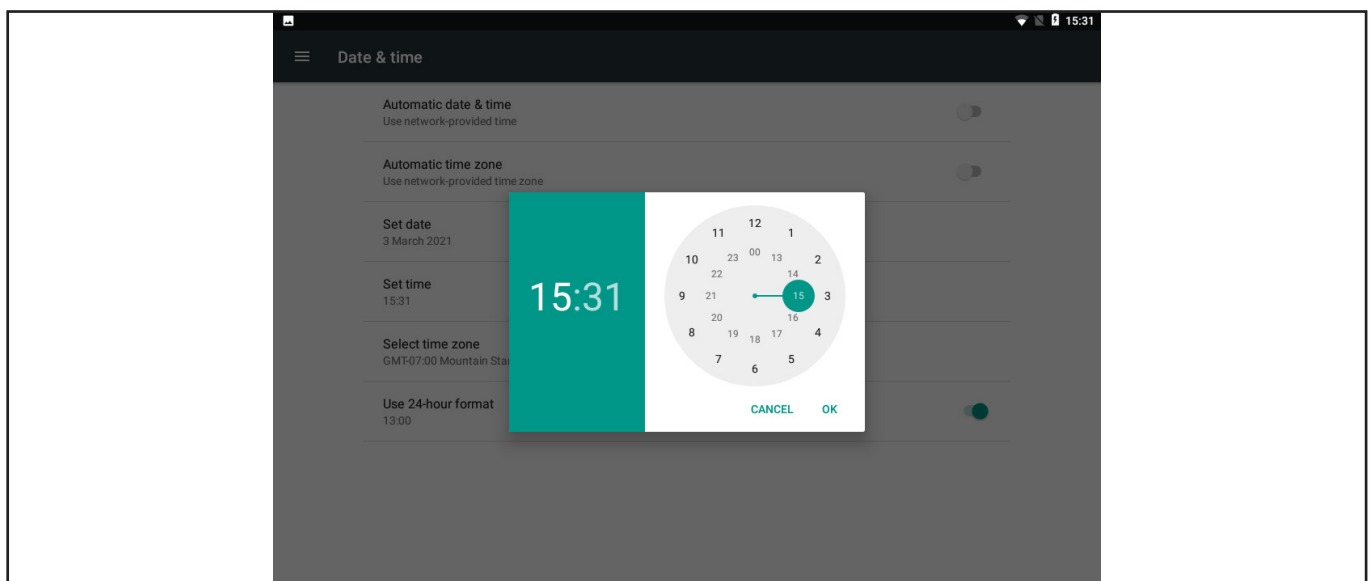 15:31
Date & time
Automatic date & time
Use network-provided time
Automatic time zone
Use network-provided time zone
Set date
3 March 2021
Set time
15:31
Select time zone
GMT-07:00 Mountain Sta
Use 24-hour format
13:00
15:31
12
11 1
10 2
9 3
8 4
7 5
6
00
23 13
22 14
21 15
20 16
19 17
18
CANCEL OK